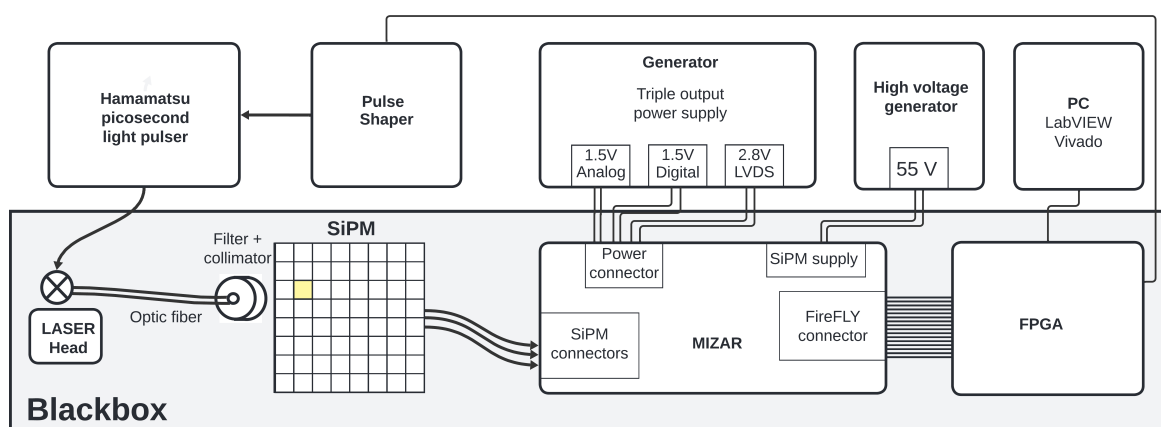 Hamamatsu
picosecond
light pulser
Pulse
Shaper
Generator
Triple output
power supply
1.5V
Analog
1.5V
Digital
2.8V
LVDS
High voltage
generator
55 V
PC
LabVIEW
Vivado
SiPM
Filter +
collimator
Optic fiber
LASER
Head
Power
connector
SiPM supply
SiPM
connectors
MIZAR
FireFLY
connector
FPGA
Blackbox